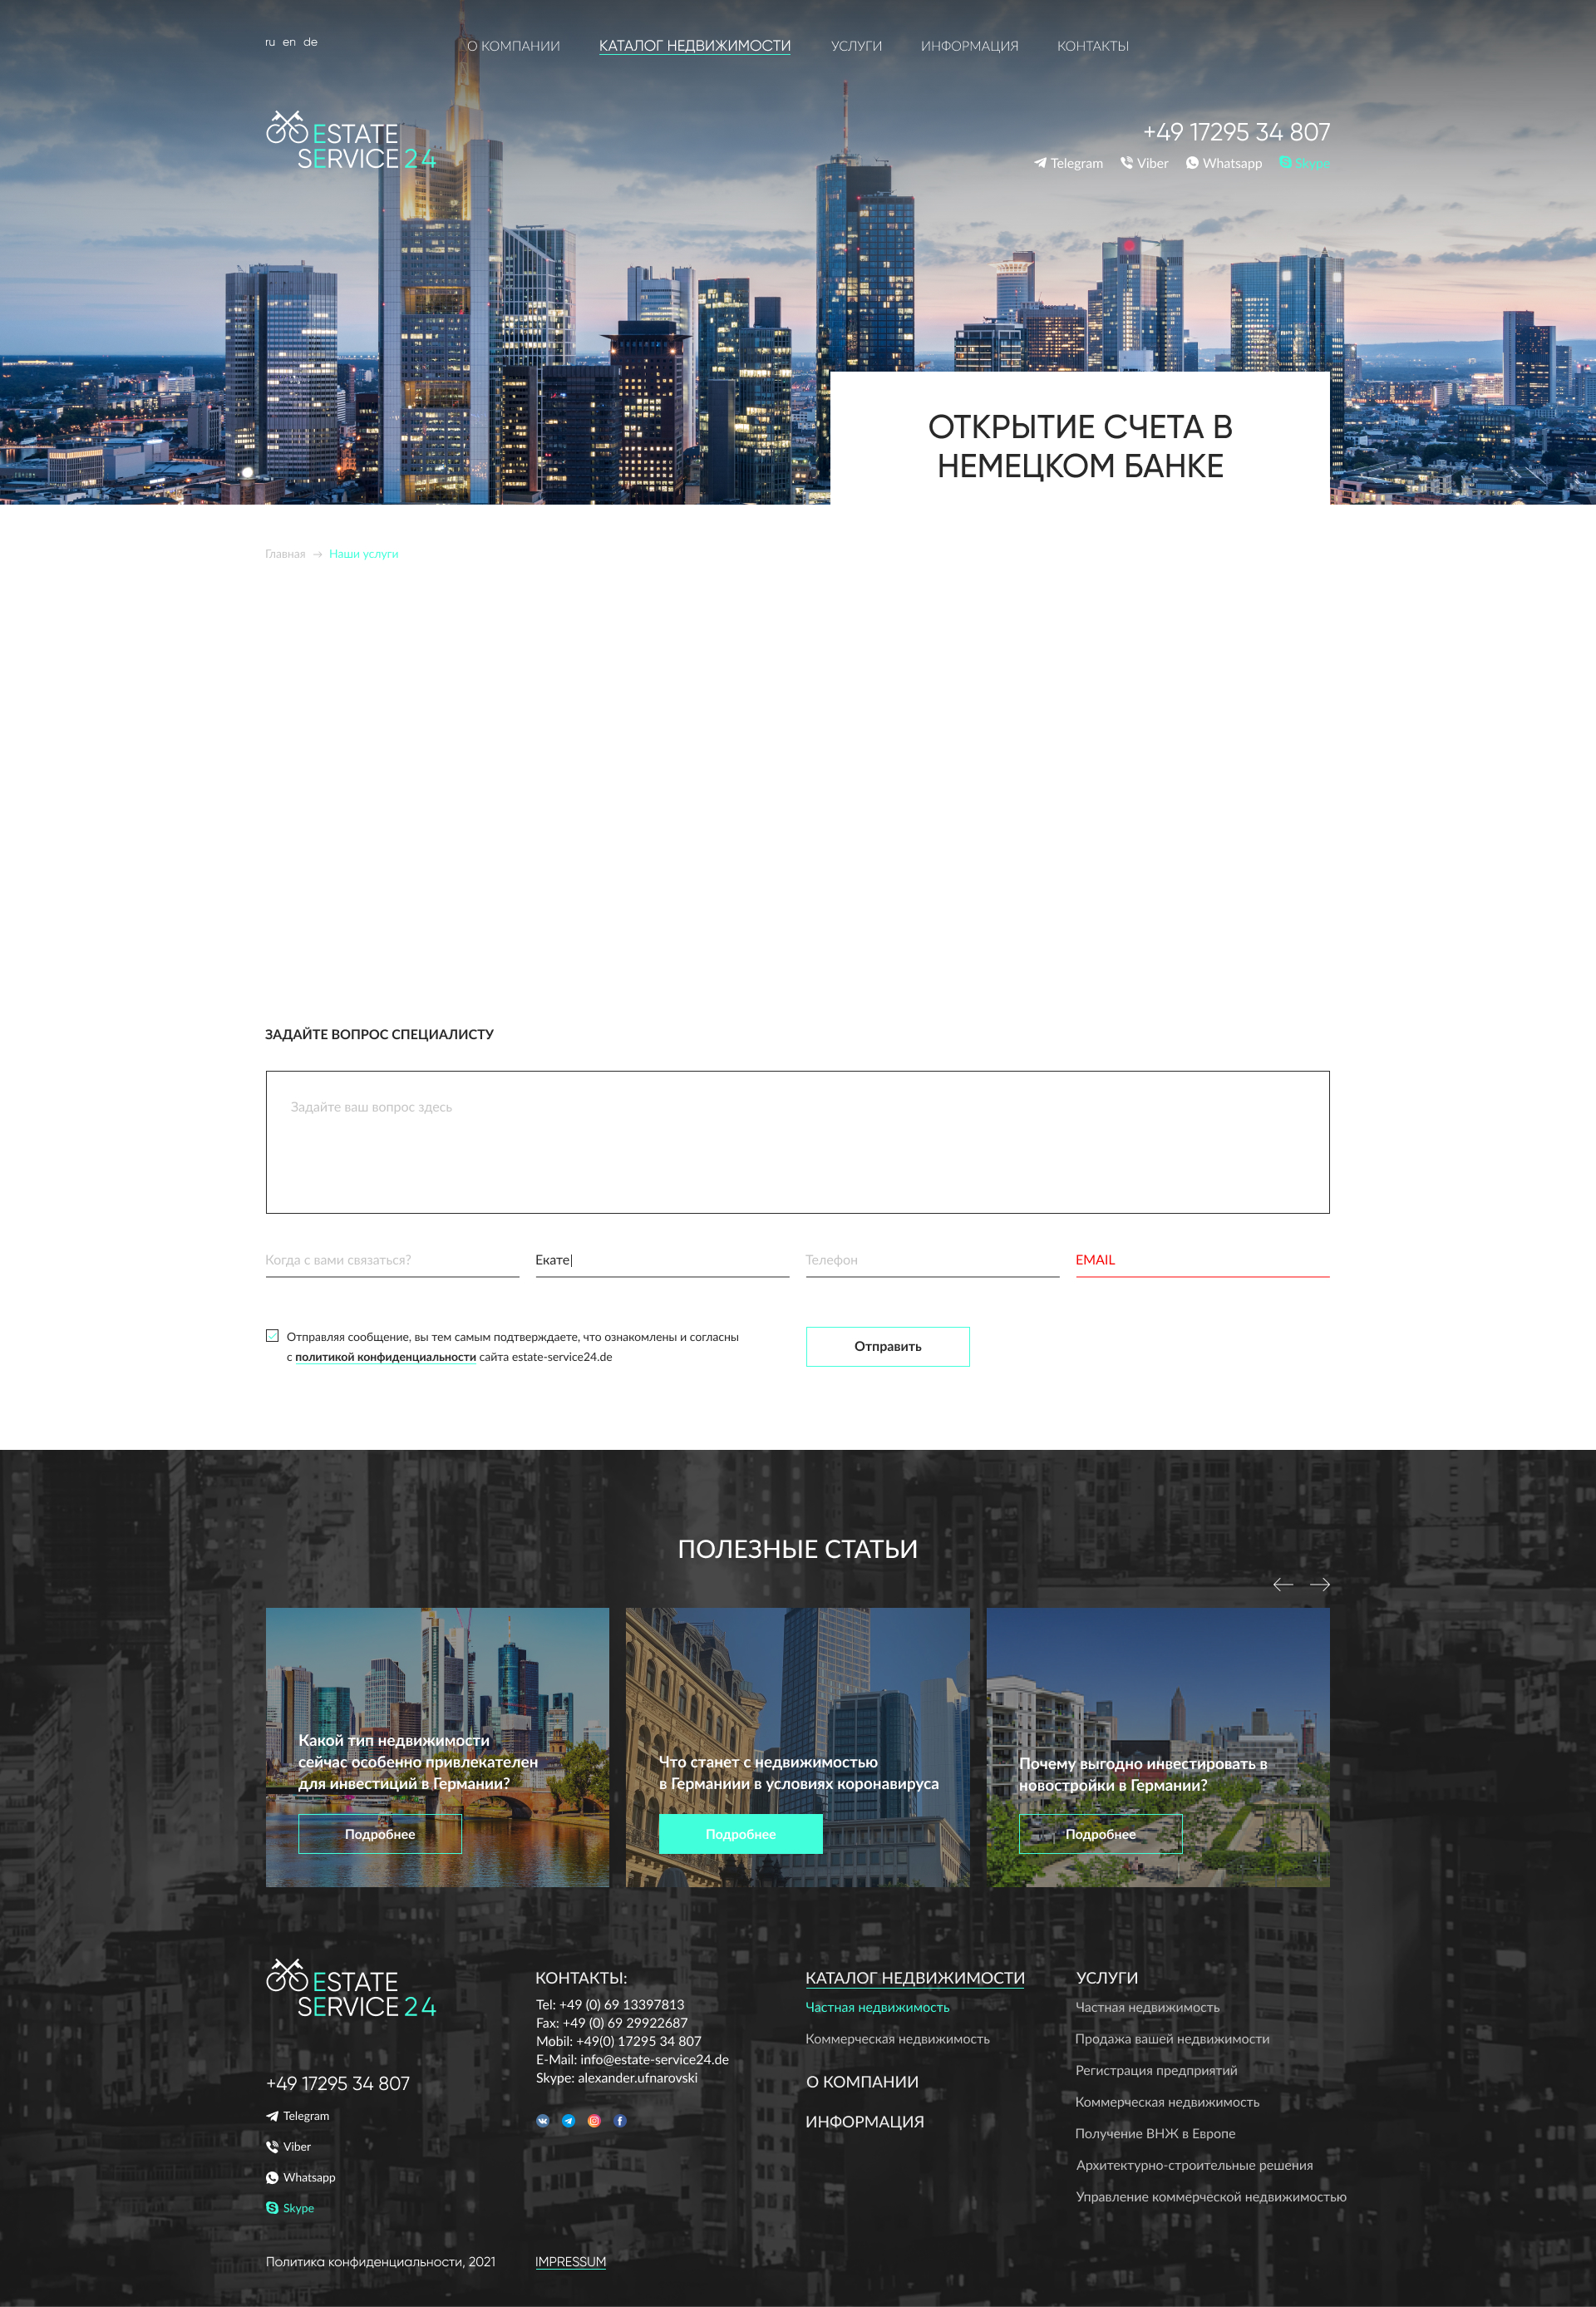 ru en de
О КОМПАНИИ КАТАЛОГ НЕДВИЖИМОСТИ УСЛУГИ ИНФОРМАЦИЯ КОНТАКТЫ
ESTATE
SERVICE 24
+49 17295 34 807
Telegram Viber Whatsapp Skype
ОТКРЫТИЕ СЧЕТА В
НЕМЕЦКОМ БАНКЕ
Главная → Наши услуги
ЗАДАЙТЕ ВОПРОС СПЕЦИАЛИСТУ
Задайте ваш вопрос здесь
Когда с вами связаться? Екате| Телефон EMAIL
Отправляя сообщение, вы тем самым подтверждаете, что ознакомлены и согласны
с политикой конфиденциальности сайта estate-service24.de
Отправить
ПОЛЕЗНЫЕ СТАТЬИ
Какой тип недвижимости
сейчас особенно привлекателен
для инвестиций в Германии?
Подробнее
Что станет с недвижимостью
в Германиии в условиях коронавируса
Подробнее
Почему выгодно инвестировать в
новостройки в Германии?
Подробнее
ESTATE
SERVICE 24
+49 17295 34 807
Telegram
Viber
Whatsapp
Skype
КОНТАКТЫ:
Tel: +49 (0) 69 13397813
Fax: +49 (0) 69 29922687
Mobil: +49(0) 17295 34 807
E-Mail: info@estate-service24.de
Skype: alexander.ufnarovski
КАТАЛОГ НЕДВИЖИМОСТИ
Частная недвижимость
Коммерческая недвижимость
О КОМПАНИИ
ИНФОРМАЦИЯ
УСЛУГИ
Частная недвижимость
Продажа вашей недвижимости
Регистрация предприятий
Коммерческая недвижимость
Получение ВНЖ в Европе
Архитектурно-строительные решения
Управление коммерческой недвижимостью
Политика конфиденциальности, 2021
IMPRESSUM